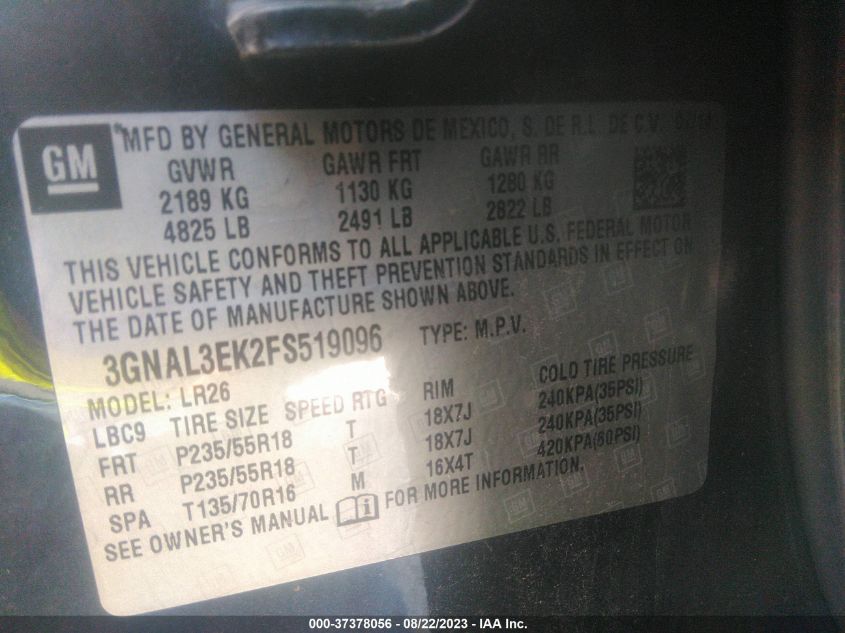 GM
*MFD BY GENERAL MOTORS DE MEXICO, S. DE R.L. DE C.V.
GVWR GAWR FRT GAWR RR
2189 KG 1130 KG 1280 KG
4825 LB 2491 LB 2822 LB
THIS VEHICLE CONFORMS TO ALL APPLICABLE U.S. FEDERAL MOTOR
VEHICLE SAFETY AND THEFT PREVENTION STANDARDS IN EFFECT ON
THE DATE OF MANUFACTURE SHOWN ABOVE.
3GNAL3EK2FS519096 TYPE: M.P.V.
MODEL: LR26
LBC9 TIRE SIZE SPEED RTG RIM COLD TIRE PRESSURE
FRT P235/55R18 T 18X7J 240KPA(35PSI)
RR P235/55R18 T 18X7J 240KPA(35PSI)
SPA T135/70R16 M 16X4T 420KPA(60PSI)
SEE OWNER'S MANUAL FOR MORE INFORMATION.
000-37378056 - 08/22/2023 - IAA Inc.